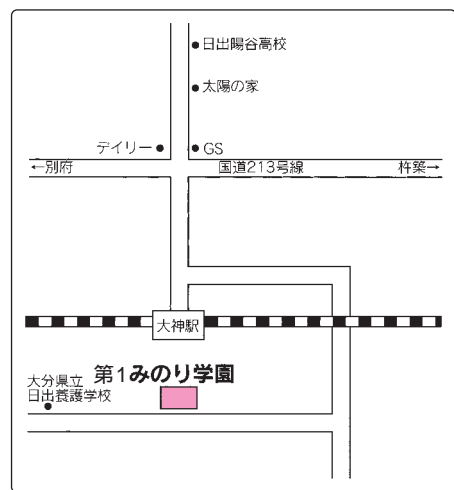 日出暘谷高校
太陽の家
デイリー
GS
←別府
国道213号線
杵築→
大神駅
第1みのり学園
大分県立
日出養護学校